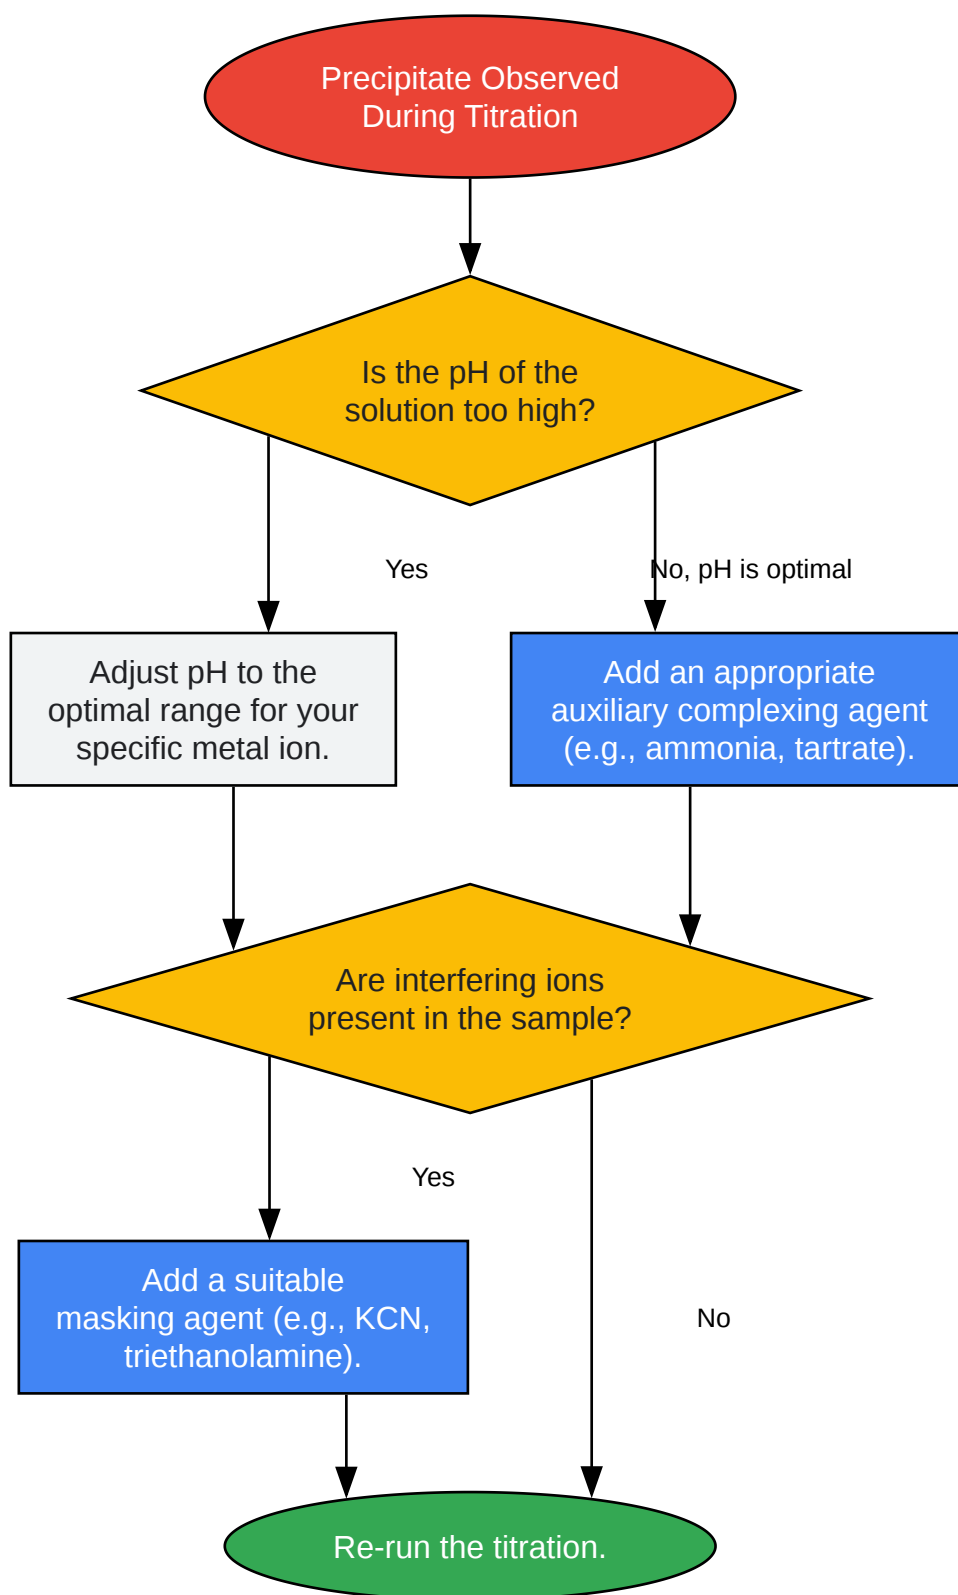 Precipitate Observed
During Titration
Is the pH of the
solution too high?
Yes
No, pH is optimal
Adjust pH to the
optimal range for your
specific metal ion.
Add an appropriate
auxiliary complexing agent
(e.g., ammonia, tartrate).
Are interfering ions
present in the sample?
Yes
Add a suitable
masking agent (e.g., KCN,
triethanolamine).
No
Re-run the titration.